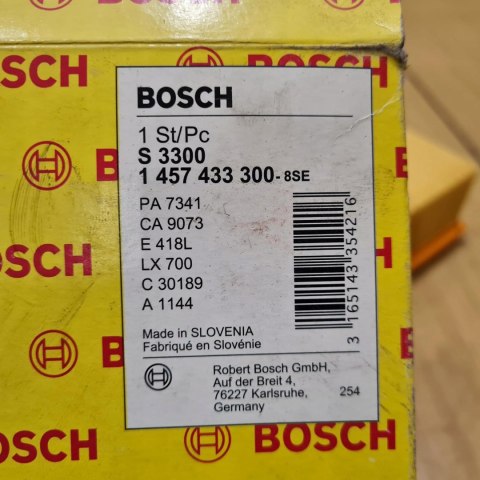 BOSCH
BOSCH
1 St/Pc
S 3300
1 457 433 300-8SE
PA 7341
CA 9073
E 418L
LX 700
C 30189
A 1144
3 165143 354216
Made in SLOVENIA
Fabriqué en Slovénie
Robert Bosch GmbH,
Auf der Breit 4,
76227 Karlsruhe,
Germany
254
BOSCH
BOSCH
BOSCH